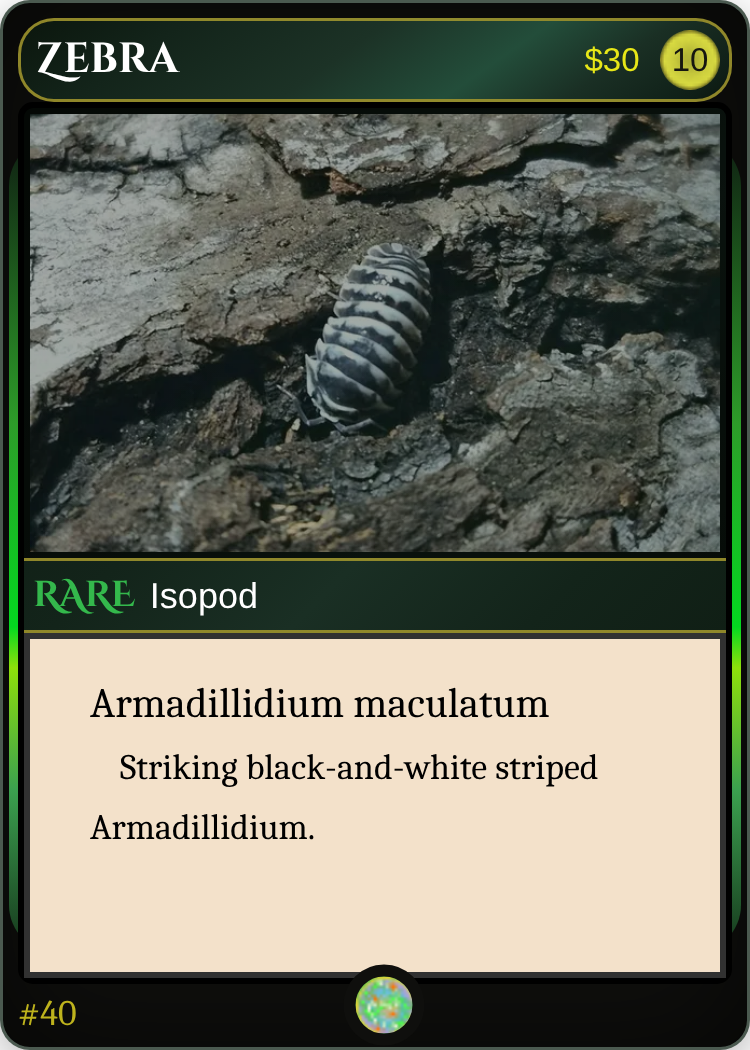 ZEBRA $30 10
RARE Isopod
Armadillidium maculatum
Striking black-and-white striped
Armadillidium.
#40